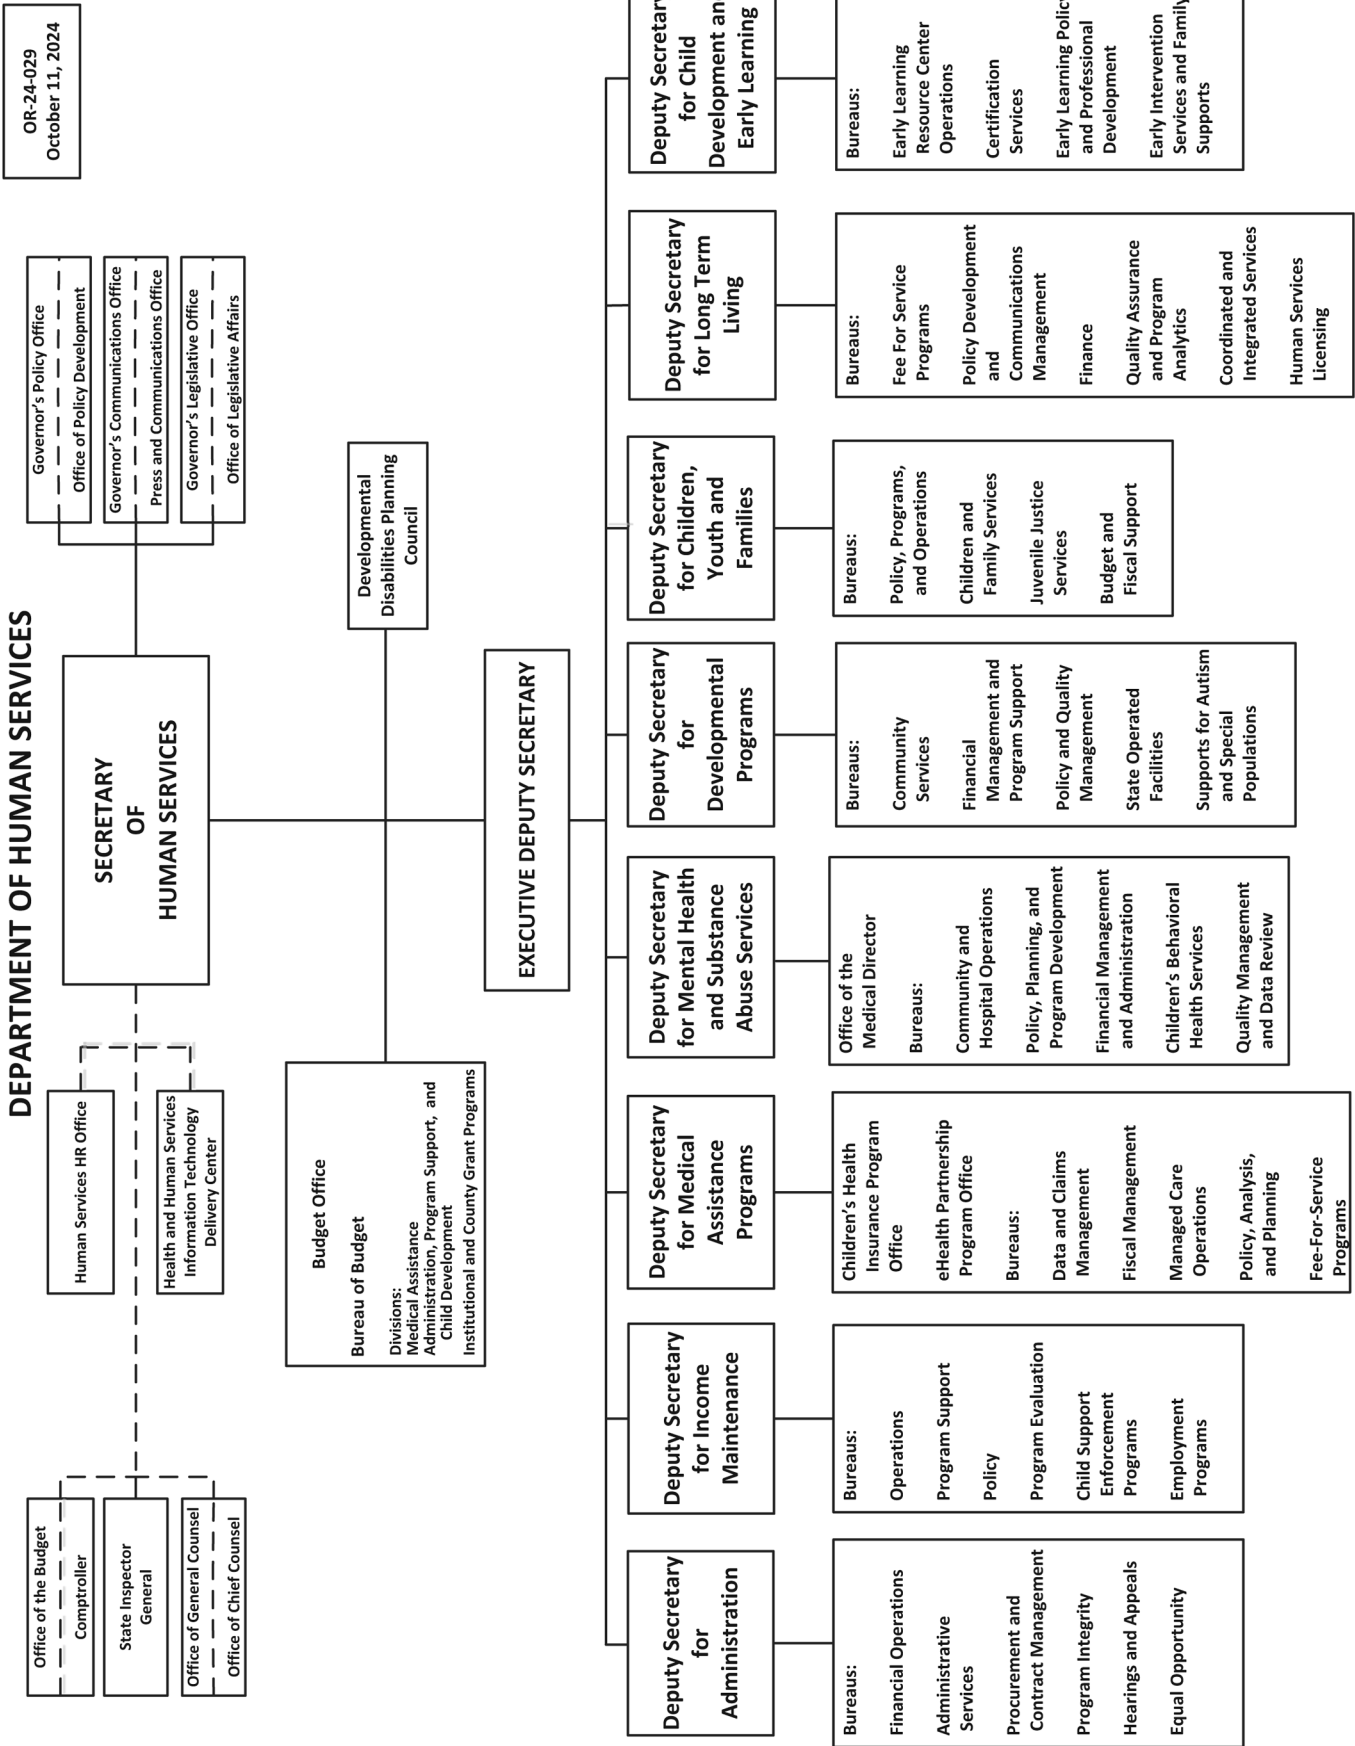 OR-24-029
October 11, 2024
DEPARTMENT OF HUMAN SERVICES
Office of the Budget
Comptroller
State Inspector
General
Office of General Counsel
Office of Chief Counsel
Human Services HR Office
Health and Human Services
Information Technology
Delivery Center
SECRETARY
OF
HUMAN SERVICES
Governor's Policy Office
Office of Policy Development
Governor's Communications Office
Press and Communications Office
Governor's Legislative Office
Office of Legislative Affairs
Budget Office
Bureau of Budget
Divisions:
Medical Assistance
Administration, Program Support, and
Child Development
Institutional and County Grant Programs
Developmental
Disabilities Planning
Council
EXECUTIVE DEPUTY SECRETARY
Deputy Secretary
for
Administration
Bureaus:
Financial Operations
Administrative
Services
Procurement and
Contract Management
Program Integrity
Hearings and Appeals
Equal Opportunity
Deputy Secretary
for Income
Maintenance
Bureaus:
Operations
Program Support
Policy
Program Evaluation
Child Support
Enforcement
Programs
Employment
Programs
Deputy Secretary
for Medical
Assistance
Programs
Children's Health
Insurance Program
Office
eHealth Partnership
Program Office
Bureaus:
Data and Claims
Management
Fiscal Management
Managed Care
Operations
Policy, Analysis,
and Planning
Fee-For-Service
Programs
Deputy Secretary
for Mental Health
and Substance
Abuse Services
Office of the
Medical Director
Bureaus:
Community and
Hospital Operations
Policy, Planning, and
Program Development
Financial Management
and Administration
Children's Behavioral
Health Services
Quality Management
and Data Review
Deputy Secretary
for
Developmental
Programs
Bureaus:
Community
Services
Financial
Management and
Program Support
Policy and Quality
Management
State Operated
Facilities
Supports for Autism
and Special
Populations
Deputy Secretary
for Children,
Youth and
Families
Bureaus:
Policy, Programs,
and Operations
Children and
Family Services
Juvenile Justice
Services
Budget and
Fiscal Support
Deputy Secretary
for Long Term
Living
Bureaus:
Fee For Service
Programs
Policy Development
and
Communications
Management
Finance
Quality Assurance
and Program
Analytics
Coordinated and
Integrated Services
Human Services
Licensing
Deputy Secretary
for Child
Development and
Early Learning
Bureaus:
Early Learning
Resource Center
Operations
Certification
Services
Early Learning Policy
and Professional
Development
Early Intervention
Services and Family
Supports